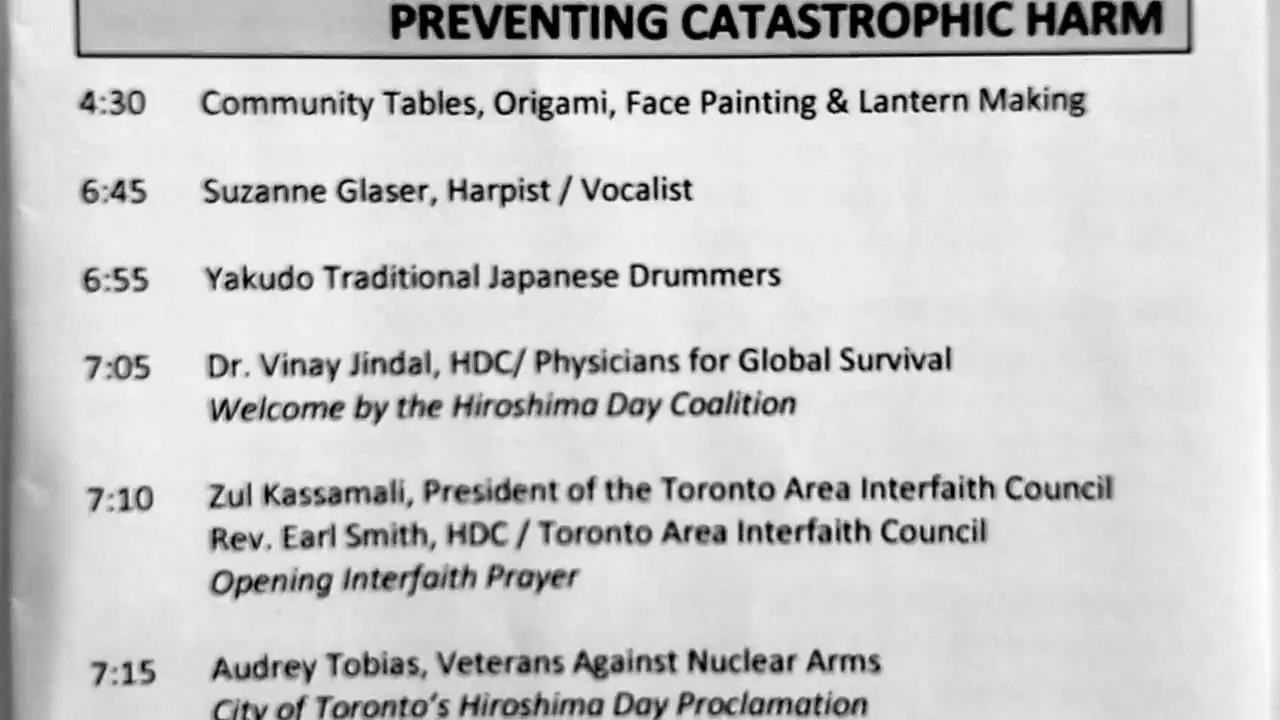 PREVENTING CATASTROPHIC HARM
4:30 Community Tables, Origami, Face Painting & Lantern Making
6:45 Suzanne Glaser, Harpist / Vocalist
6:55 Yakudo Traditional Japanese Drummers
7:05 Dr. Vinay Jindal, HDC/ Physicians for Global Survival
Welcome by the Hiroshima Day Coalition
7:10 Zul Kassamali, President of the Toronto Area Interfaith Council
Rev. Earl Smith, HDC / Toronto Area Interfaith Council
Opening Interfaith Prayer
7:15 Audrey Tobias, Veterans Against Nuclear Arms
City of Toronto's Hiroshima Day Proclamation